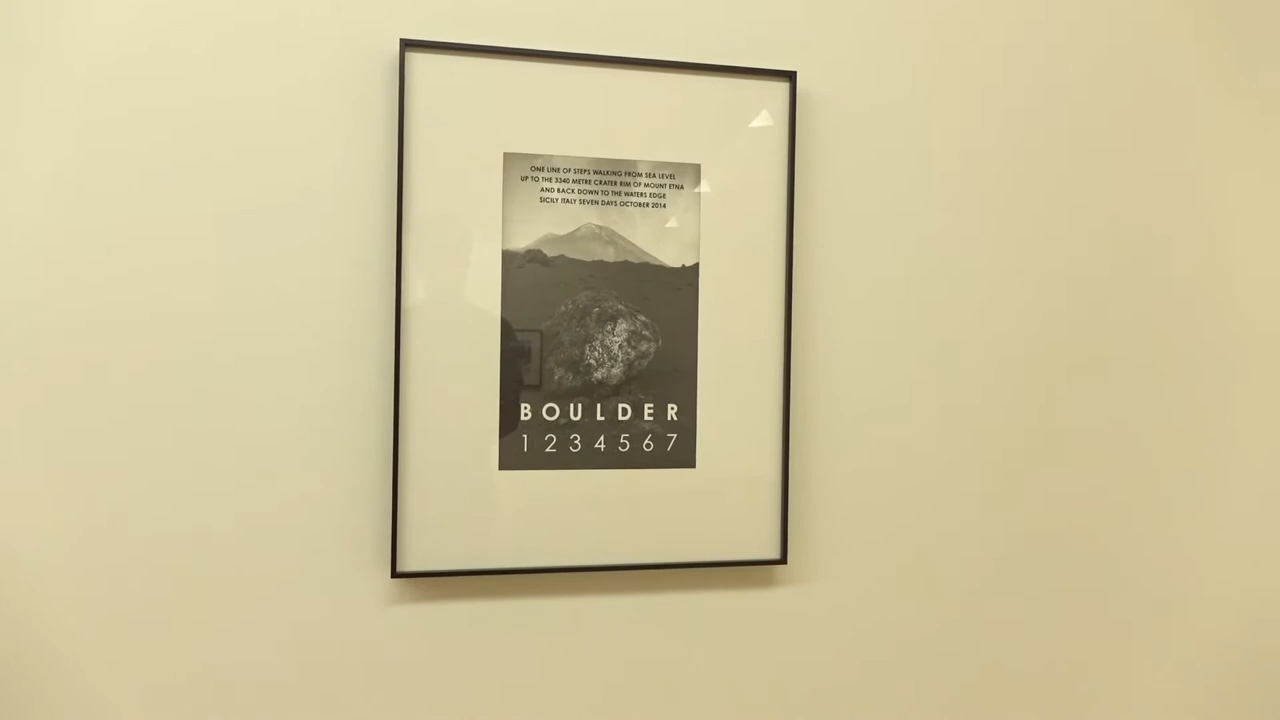 ONE LINE OF STEPS WALKING FROM SEA LEVEL
UP TO THE 3340 METRE CRATER RIM OF MOUNT ETNA
AND BACK DOWN TO THE WATERS EDGE
SICILY ITALY SEVEN DAYS OCTOBER 2014
BOULDER
1 2 3 4 5 6 7